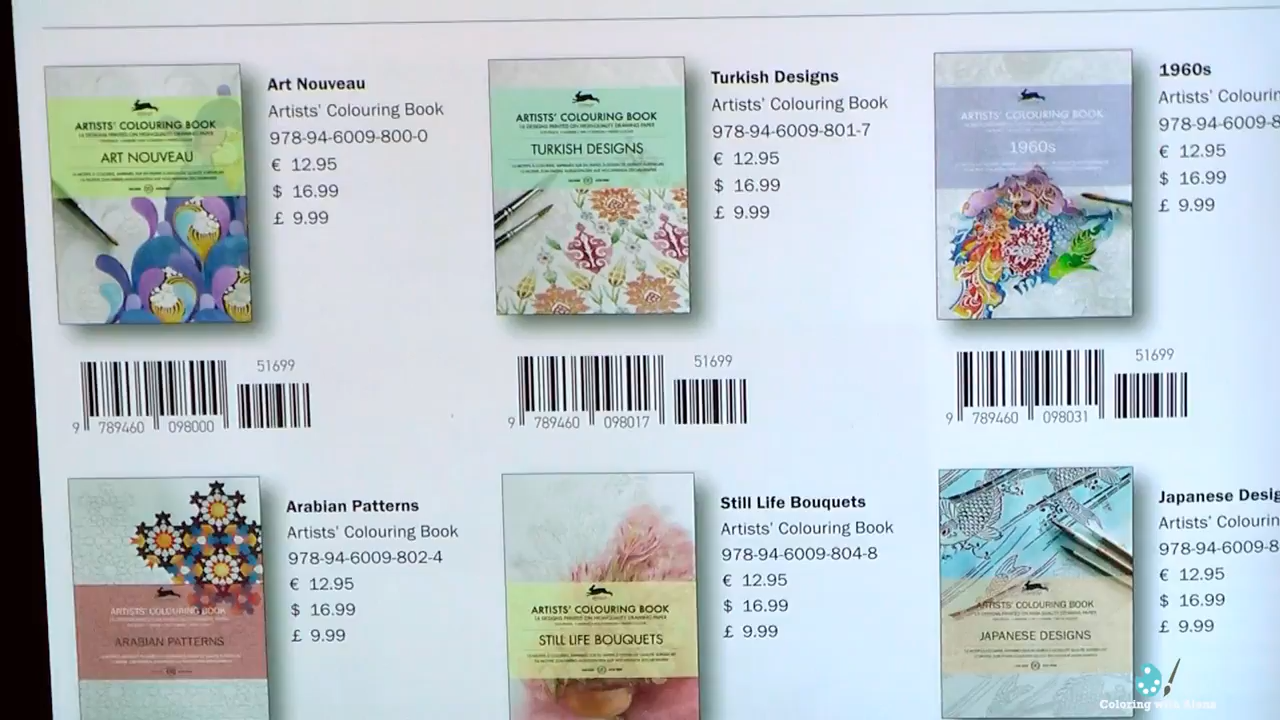 Art Nouveau
Artists' Colouring Book
978-94-6009-800-0
€ 12.95
$ 16.99
£ 9.99
ARTISTS' COLOURING BOOK
ART NOUVEAU
51699
9 789460 098000
Turkish Designs
Artists' Colouring Book
978-94-6009-801-7
€ 12.95
$ 16.99
£ 9.99
ARTISTS' COLOURING BOOK
TURKISH DESIGNS
51699
9 789460 098017
1960s
Artists' Colourin
978-94-6009-8
€ 12.95
$ 16.99
£ 9.99
ARTISTS' COLOURING BOOK
1960s
51699
9 789460 098031
Arabian Patterns
Artists' Colouring Book
978-94-6009-802-4
€ 12.95
$ 16.99
£ 9.99
ARTISTS' COLOURING BOOK
ARABIAN PATTERNS
Still Life Bouquets
Artists' Colouring Book
978-94-6009-804-8
€ 12.95
$ 16.99
£ 9.99
ARTISTS' COLOURING BOOK
STILL LIFE BOUQUETS
Japanese Desig
Artists' Colourin
978-94-6009-8
€ 12.95
$ 16.99
£ 9.99
ARTISTS' COLOURING BOOK
JAPANESE DESIGNS
Coloring with